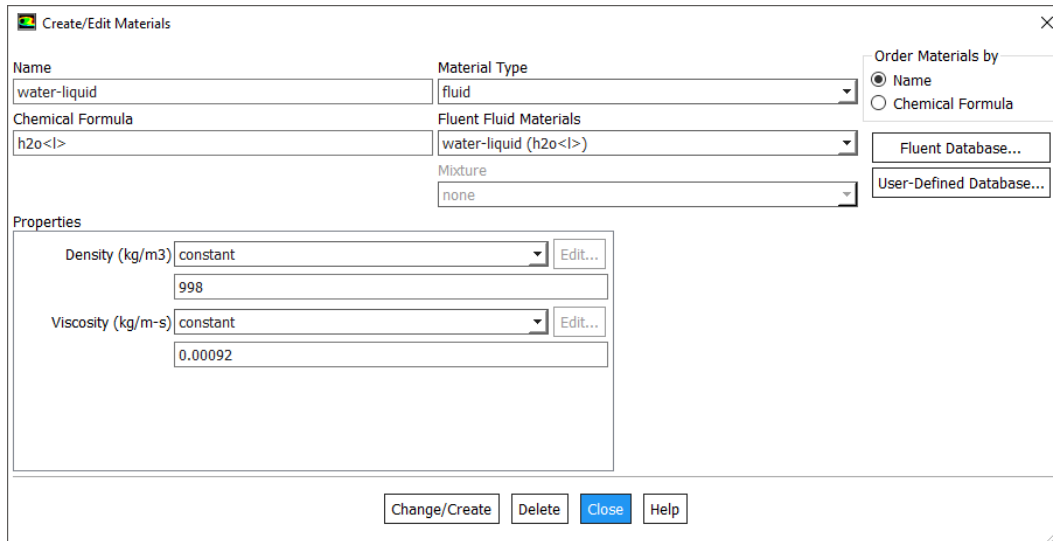 Create/Edit Materials
Name
water-liquid
Material Type
fluid
Order Materials by
Name
Chemical Formula
Chemical Formula
h2o<l>
Fluent Fluid Materials
water-liquid (h2o<l>)
Fluent Database...
Mixture
none
User-Defined Database...
Properties
Density (kg/m3) constant Edit...
998
Viscosity (kg/m-s) constant Edit...
0.00092
Change/Create Delete Close Help